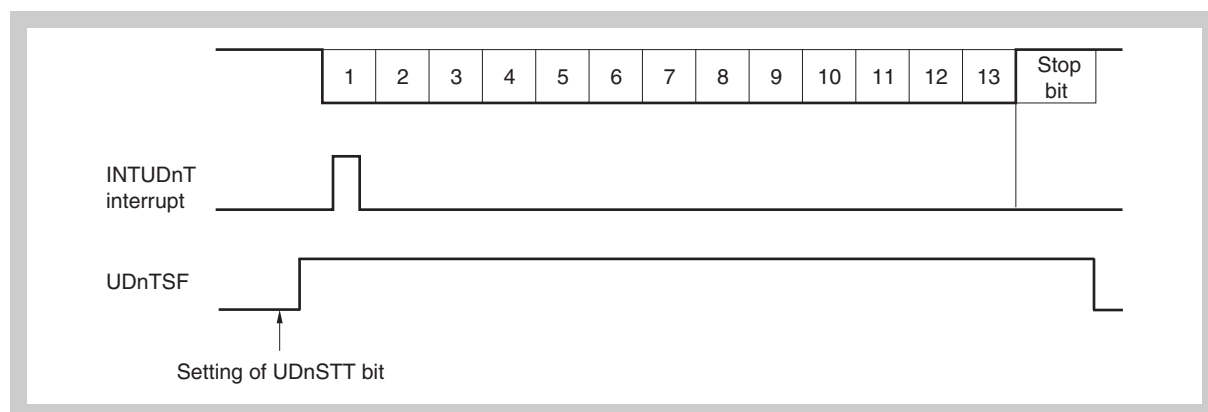 1 2 3 4 5 6 7 8 9 10 11 12 13 Stop
bit
INTUDnT
interrupt
UDnTSF
Setting of UDnSTT bit